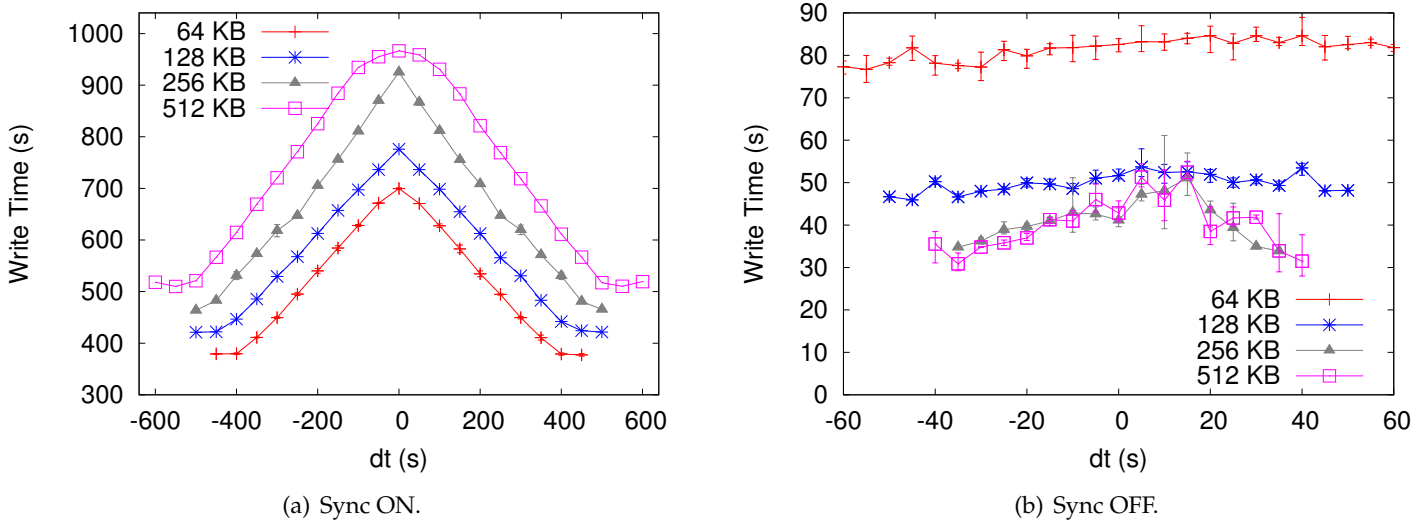 1000
900
800
700
600
500
400
300
Write Time (s)
64 KB
128 KB
256 KB
512 KB
-600 -400 -200 0 200 400 600
dt (s)
(a) Sync ON.
90
80
70
60
50
40
30
20
10
0
Write Time (s)
64 KB
128 KB
256 KB
512 KB
-60 -40 -20 0 20 40 60
dt (s)
(b) Sync OFF.